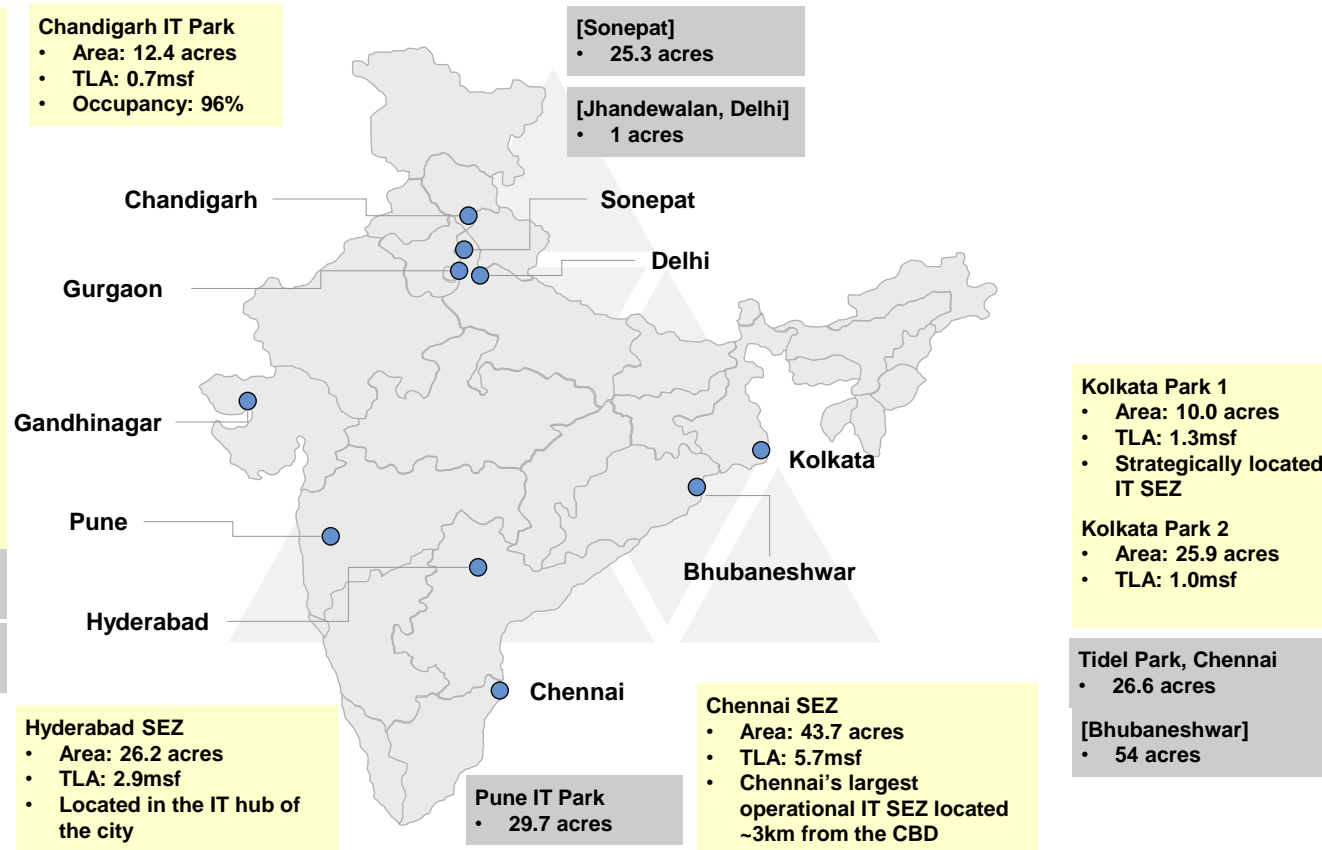 Chandigarh IT Park
• Area: 12.4 acres
• TLA: 0.7msf
• Occupancy: 96%
[Sonepat]
• 25.3 acres
[Jhandewalan, Delhi]
• 1 acres
Chandigarh
Sonepat
Delhi
Gurgaon
Gandhinagar
Kolkata
Pune
Bhubaneshwar
Hyderabad
Chennai
Kolkata Park 1
• Area: 10.0 acres
• TLA: 1.3msf
• Strategically located
IT SEZ
Kolkata Park 2
• Area: 25.9 acres
• TLA: 1.0msf
Tidel Park, Chennai
• 26.6 acres
[Bhubaneshwar]
• 54 acres
Hyderabad SEZ
• Area: 26.2 acres
• TLA: 2.9msf
• Located in the IT hub of
the city
Pune IT Park
• 29.7 acres
Chennai SEZ
• Area: 43.7 acres
• TLA: 5.7msf
• Chennai's largest
operational IT SEZ located
~3km from the CBD